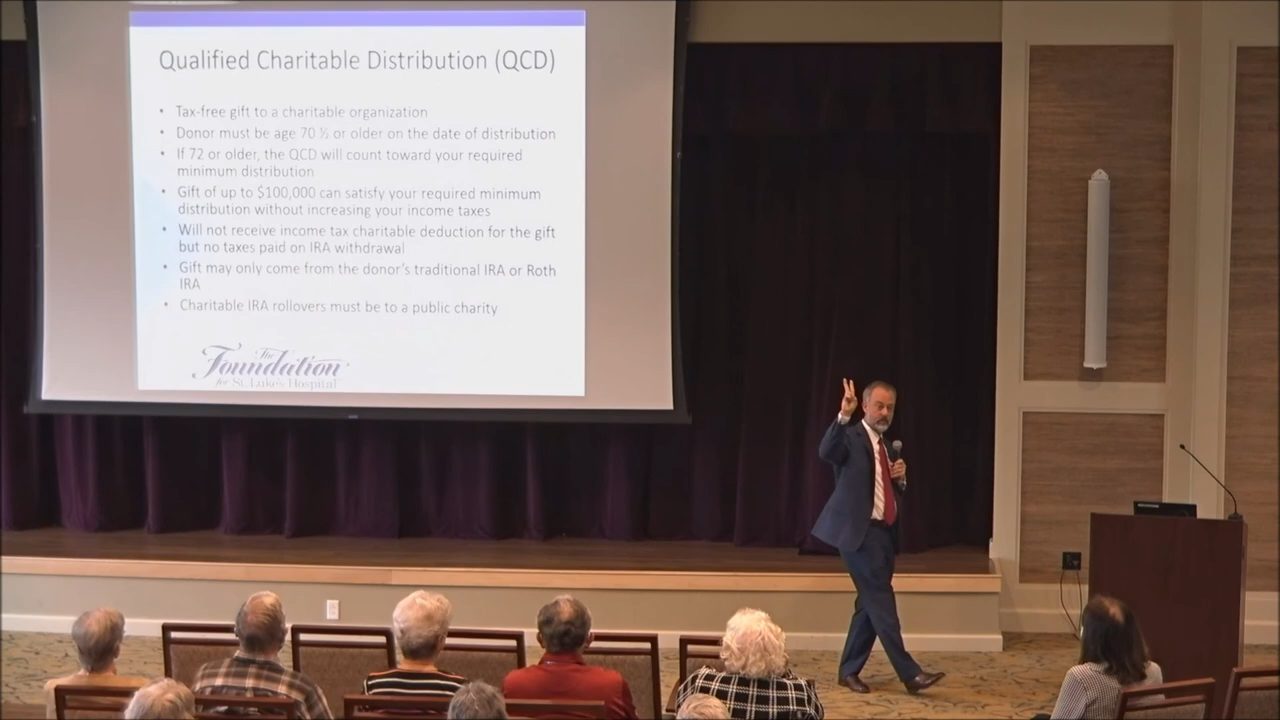 Qualified Charitable Distribution (QCD)
• Tax-free gift to a charitable organization
• Donor must be age 70 ½ or older on the date of distribution
• If 72 or older, the QCD will count toward your required
minimum distribution
• Gift of up to $100,000 can satisfy your required minimum
distribution without increasing your income taxes
• Will not receive income tax charitable deduction for the gift
but no taxes paid on IRA withdrawal
• Gift may only come from the donor's traditional IRA or Roth
IRA
• Charitable IRA rollovers must be to a public charity
The
Foundation
for St. Luke's Hospital